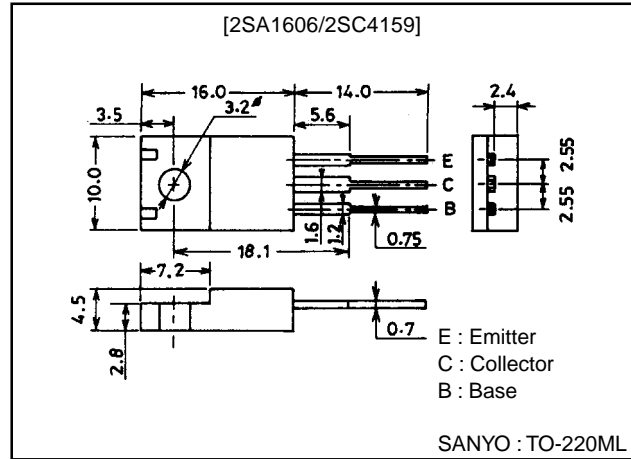 [2SA1606/2SC4159]
16.0
14.0
2.4
3.5
3.2ø
5.6
10.0
E
C
B
2.55
2.55
1.6
1.2
0.75
18.1
7.2
4.5
2.8
0.7
E : Emitter
C : Collector
B : Base
SANYO : TO-220ML